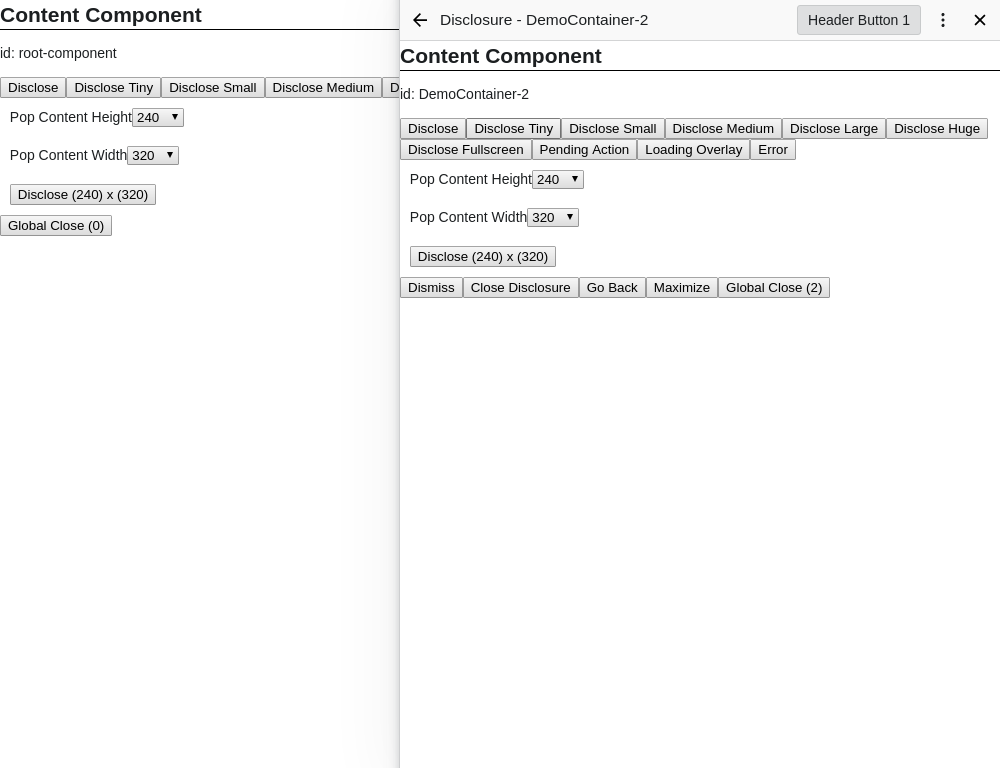 Content Component
id: root-component
Disclose Disclose Tiny Disclose Small Disclose Medium D
Pop Content Height 240
Pop Content Width 320
Disclose (240) x (320)
Global Close (0)
Disclosure - DemoContainer-2 Header Button 1
Content Component
id: DemoContainer-2
Disclose Disclose Tiny Disclose Small Disclose Medium Disclose Large Disclose Huge
Disclose Fullscreen Pending Action Loading Overlay Error
Pop Content Height 240
Pop Content Width 320
Disclose (240) x (320)
Dismiss Close Disclosure Go Back Maximize Global Close (2)